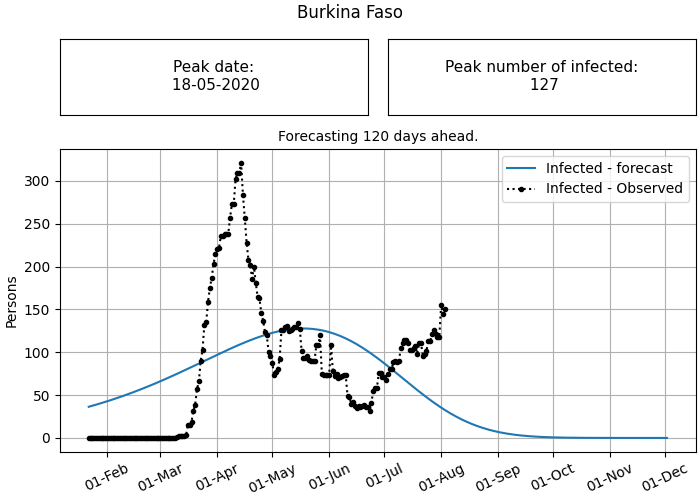 Burkina Faso
Peak date:
18-05-2020
Peak number of infected:
127
Forecasting 120 days ahead.
Infected - forecast
Infected - Observed
Persons
300
250
200
150
100
50
0
01-Feb
01-Mar
01-Apr
01-May
01-Jun
01-Jul
01-Aug
01-Sep
01-Oct
01-Nov
01-Dec